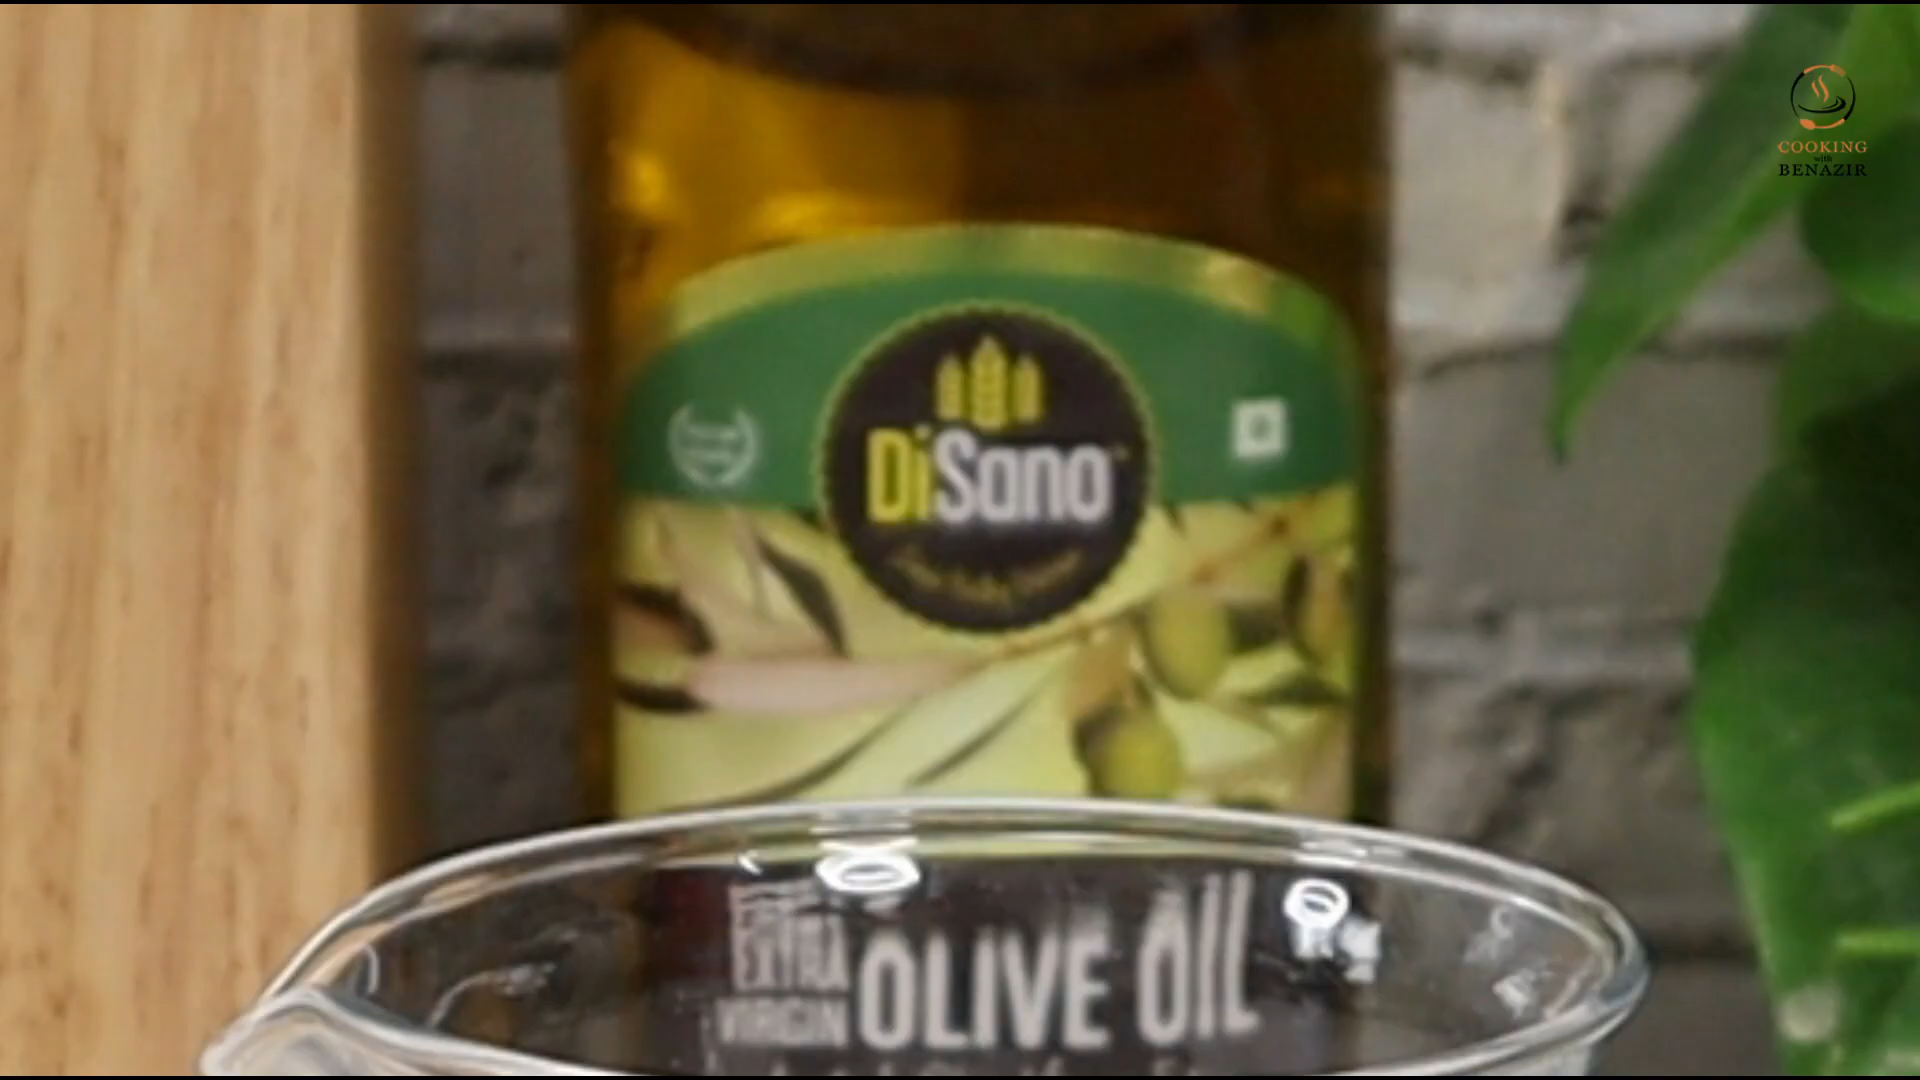 COOKING
with
BENAZIR
DiSano
EXTRA
VIRGIN
OLIVE OIL